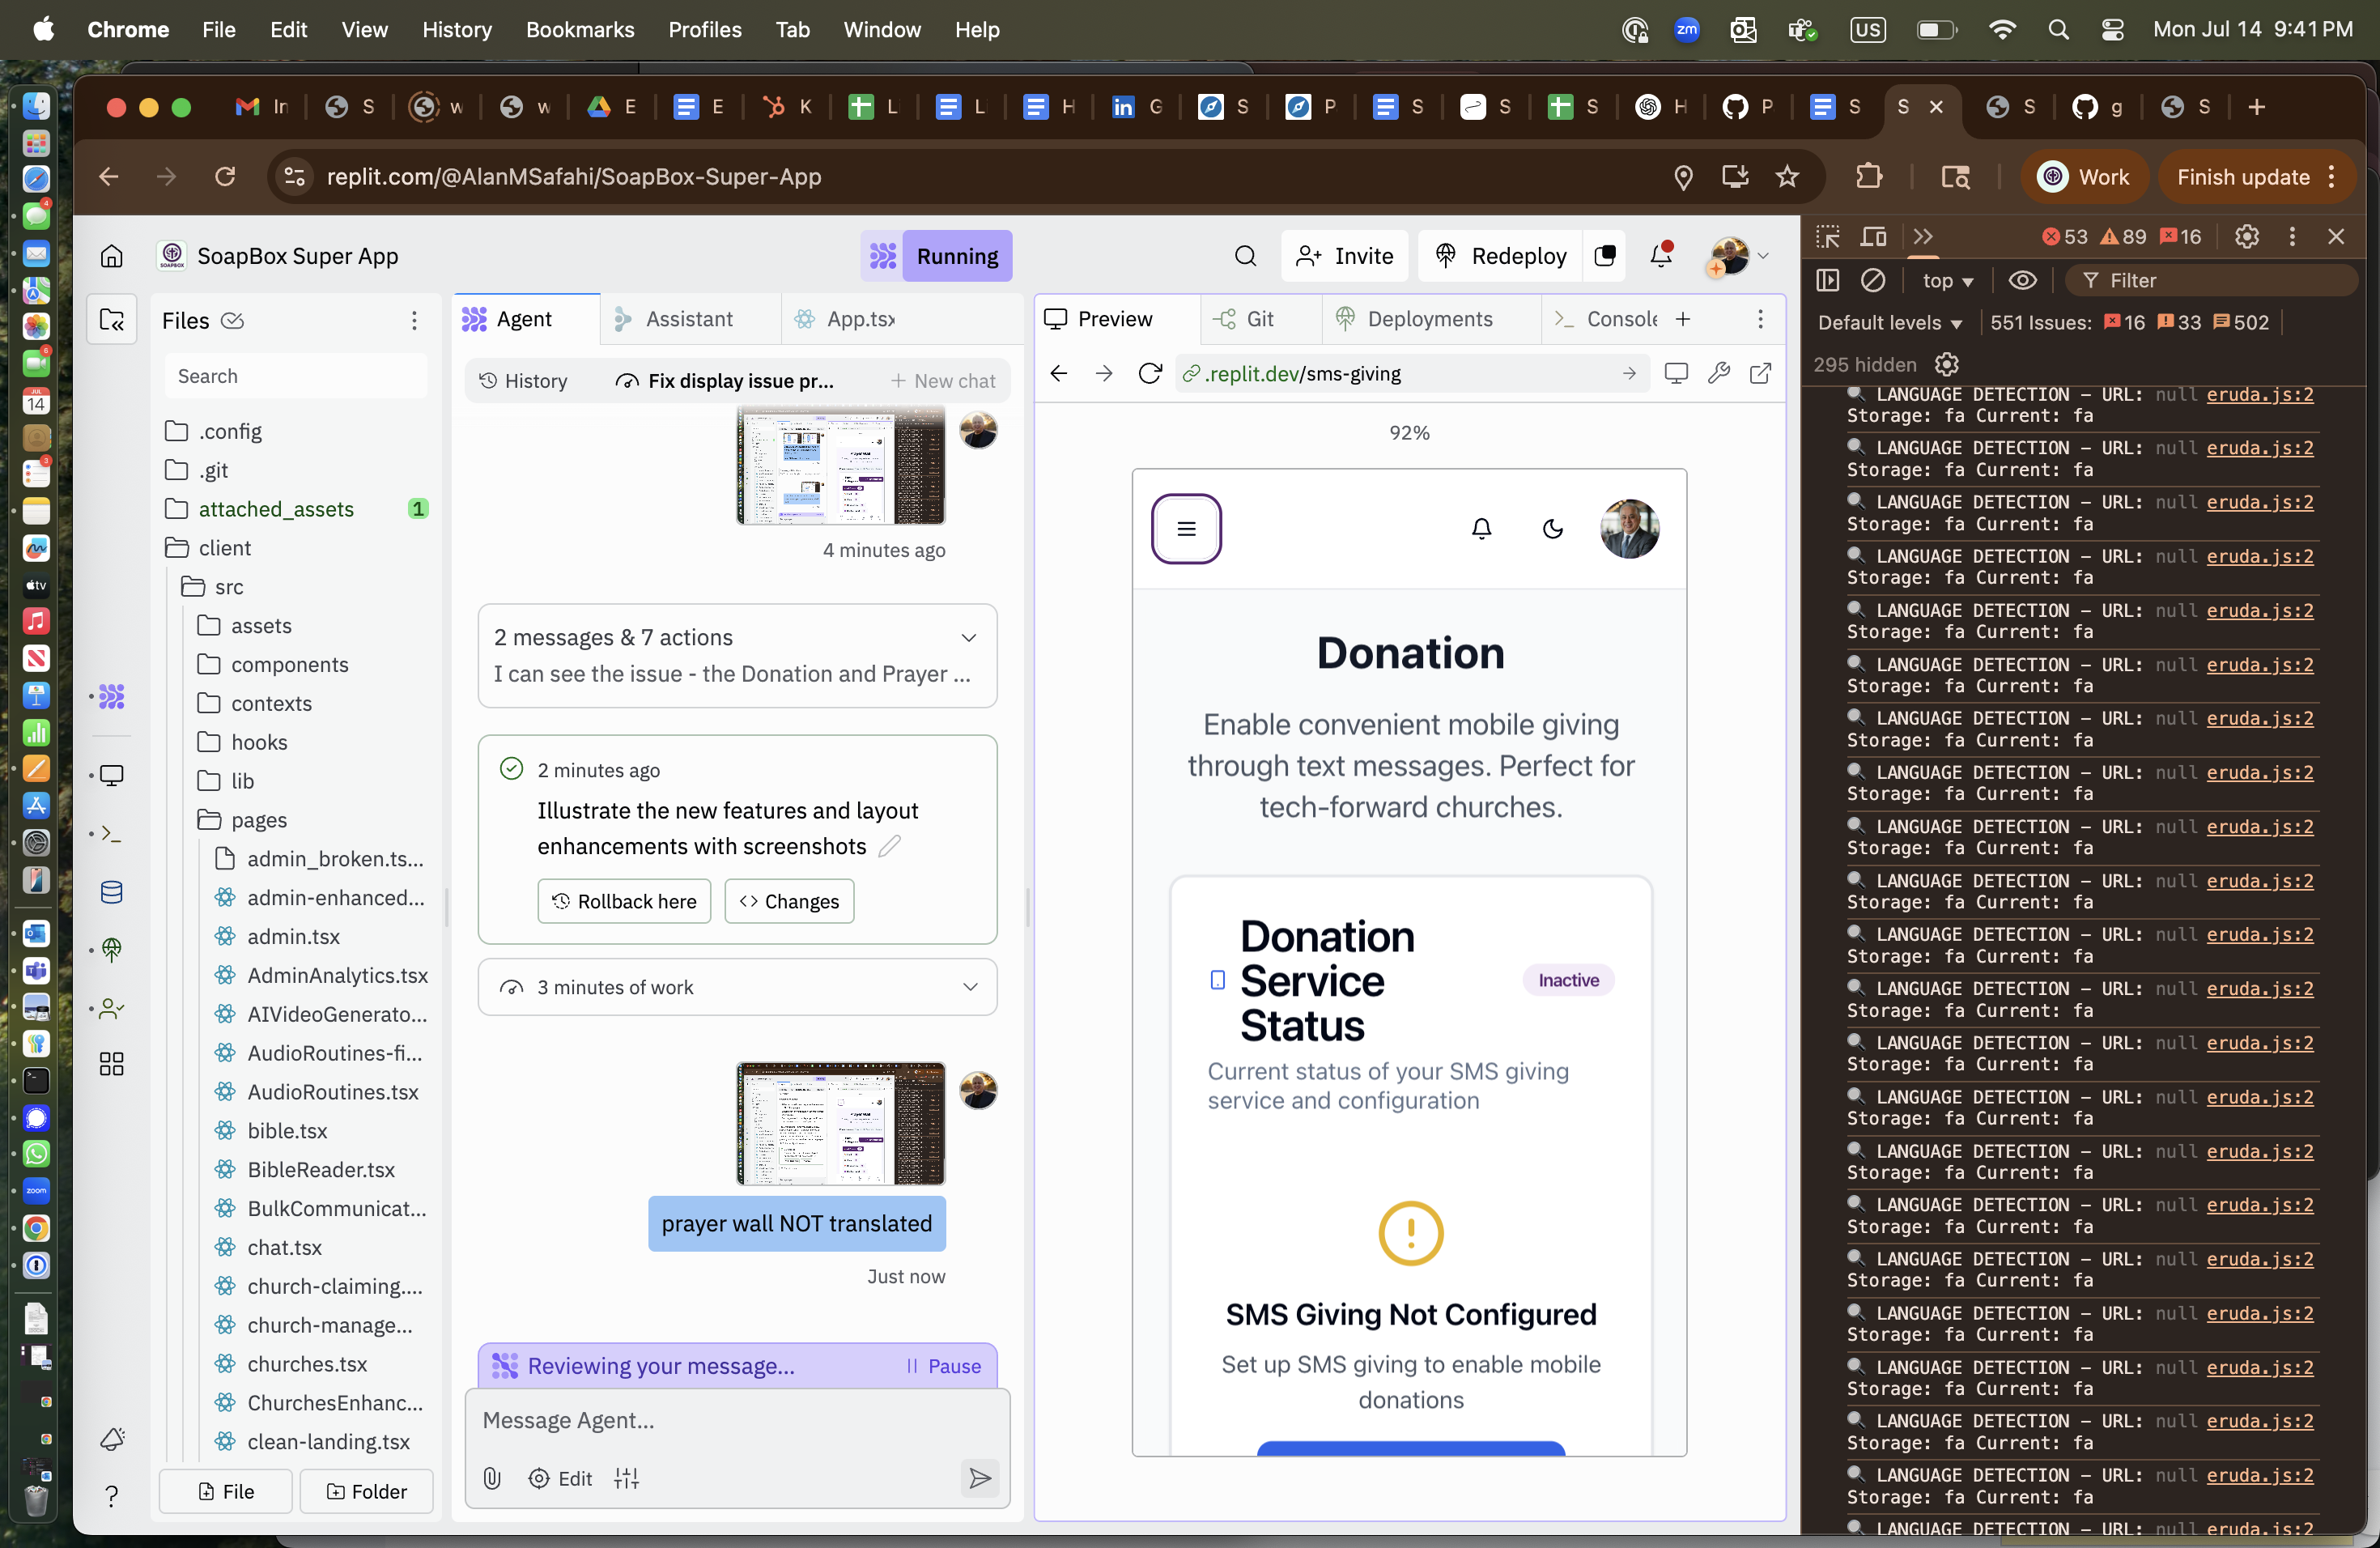 Chrome File Edit View History Bookmarks Profiles Tab Window Help
zm US Mon Jul 14 9:41 PM
In S w w E E K L L H G S P S S S H P S S S g S
replit.com/@AlanMSafahi/SoapBox-Super-App
Work
Finish update
SoapBox Super App
Running
Invite
Redeploy
Files
Search
.config
.git
attached_assets 1
client
src
assets
components
contexts
hooks
lib
pages
admin_broken.ts...
admin-enhanced...
admin.tsx
AdminAnalytics.tsx
AIVideoGenerato...
AudioRoutines-fi...
AudioRoutines.tsx
bible.tsx
BibleReader.tsx
BulkCommunicat...
chat.tsx
church-claiming....
church-manage...
churches.tsx
ChurchesEnhanc...
clean-landing.tsx
File
Folder
Agent
Assistant
App.tsx
History
Fix display issue pr...
New chat
4 minutes ago
2 messages & 7 actions
I can see the issue - the Donation and Prayer ...
2 minutes ago
Illustrate the new features and layout
enhancements with screenshots
Rollback here
Changes
3 minutes of work
prayer wall NOT translated
Just now
Reviewing your message...
Pause
Message Agent...
Edit
Preview
Git
Deployments
Console
.replit.dev/sms-giving
92%
Donation
Enable convenient mobile giving
through text messages. Perfect for
tech-forward churches.
Donation
Service
Status
Inactive
Current status of your SMS giving
service and configuration
SMS Giving Not Configured
Set up SMS giving to enable mobile
donations
53 89 16
top
Filter
Default levels 551 Issues: 16 33 502
295 hidden
LANGUAGE DETECTION – URL: null eruda.js:2
Storage: fa Current: fa
LANGUAGE DETECTION – URL: null eruda.js:2
Storage: fa Current: fa
LANGUAGE DETECTION – URL: null eruda.js:2
Storage: fa Current: fa
LANGUAGE DETECTION – URL: null eruda.js:2
Storage: fa Current: fa
LANGUAGE DETECTION – URL: null eruda.js:2
Storage: fa Current: fa
LANGUAGE DETECTION – URL: null eruda.js:2
Storage: fa Current: fa
LANGUAGE DETECTION – URL: null eruda.js:2
Storage: fa Current: fa
LANGUAGE DETECTION – URL: null eruda.js:2
Storage: fa Current: fa
LANGUAGE DETECTION – URL: null eruda.js:2
Storage: fa Current: fa
LANGUAGE DETECTION – URL: null eruda.js:2
Storage: fa Current: fa
LANGUAGE DETECTION – URL: null eruda.js:2
Storage: fa Current: fa
LANGUAGE DETECTION – URL: null eruda.js:2
Storage: fa Current: fa
LANGUAGE DETECTION – URL: null eruda.js:2
Storage: fa Current: fa
LANGUAGE DETECTION – URL: null eruda.js:2
Storage: fa Current: fa
LANGUAGE DETECTION – URL: null eruda.js:2
Storage: fa Current: fa
LANGUAGE DETECTION – URL: null eruda.js:2
Storage: fa Current: fa
LANGUAGE DETECTION – URL: null eruda.js:2
Storage: fa Current: fa
LANGUAGE DETECTION – URL: null eruda.js:2
Storage: fa Current: fa
LANGUAGE DETECTION – URL: null eruda.js:2
Storage: fa Current: fa
LANGUAGE DETECTION – URL: null eruda.js:2
Storage: fa Current: fa
LANGUAGE DETECTION – URL: null eruda.js:2
Storage: fa Current: fa
LANGUAGE DETECTION – URL: null eruda.js:2